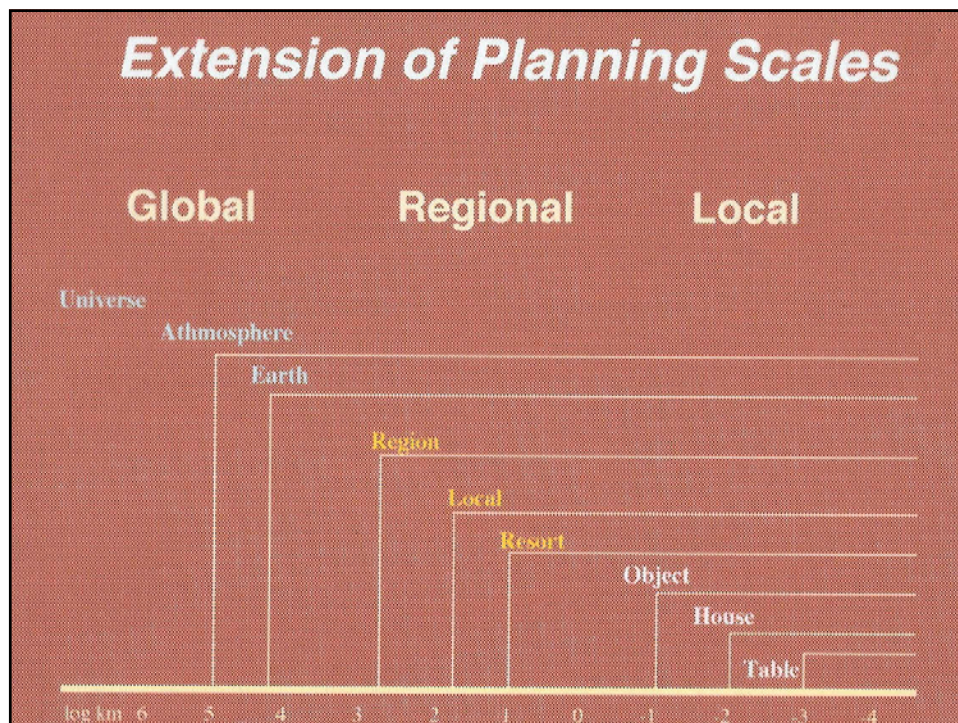 Extension of Planning Scales
Global Regional Local
Universe
Athmosphere
Earth
Region
Local
Resort
Object
House
Table
log km 6 5 4 3 2 1 0 -1 -2 -3 -4